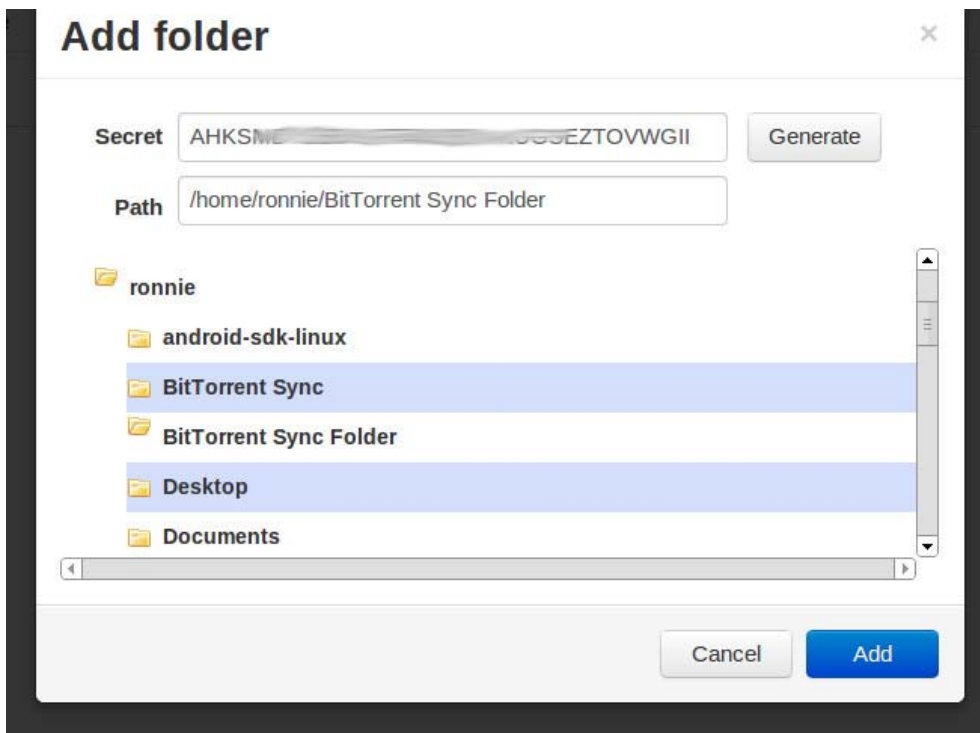 Add folder
×
Secret AHKSM EZTOVWGII Generate
Path /home/ronnie/BitTorrent Sync Folder
ronnie
android-sdk-linux
BitTorrent Sync
BitTorrent Sync Folder
Desktop
Documents
Cancel Add